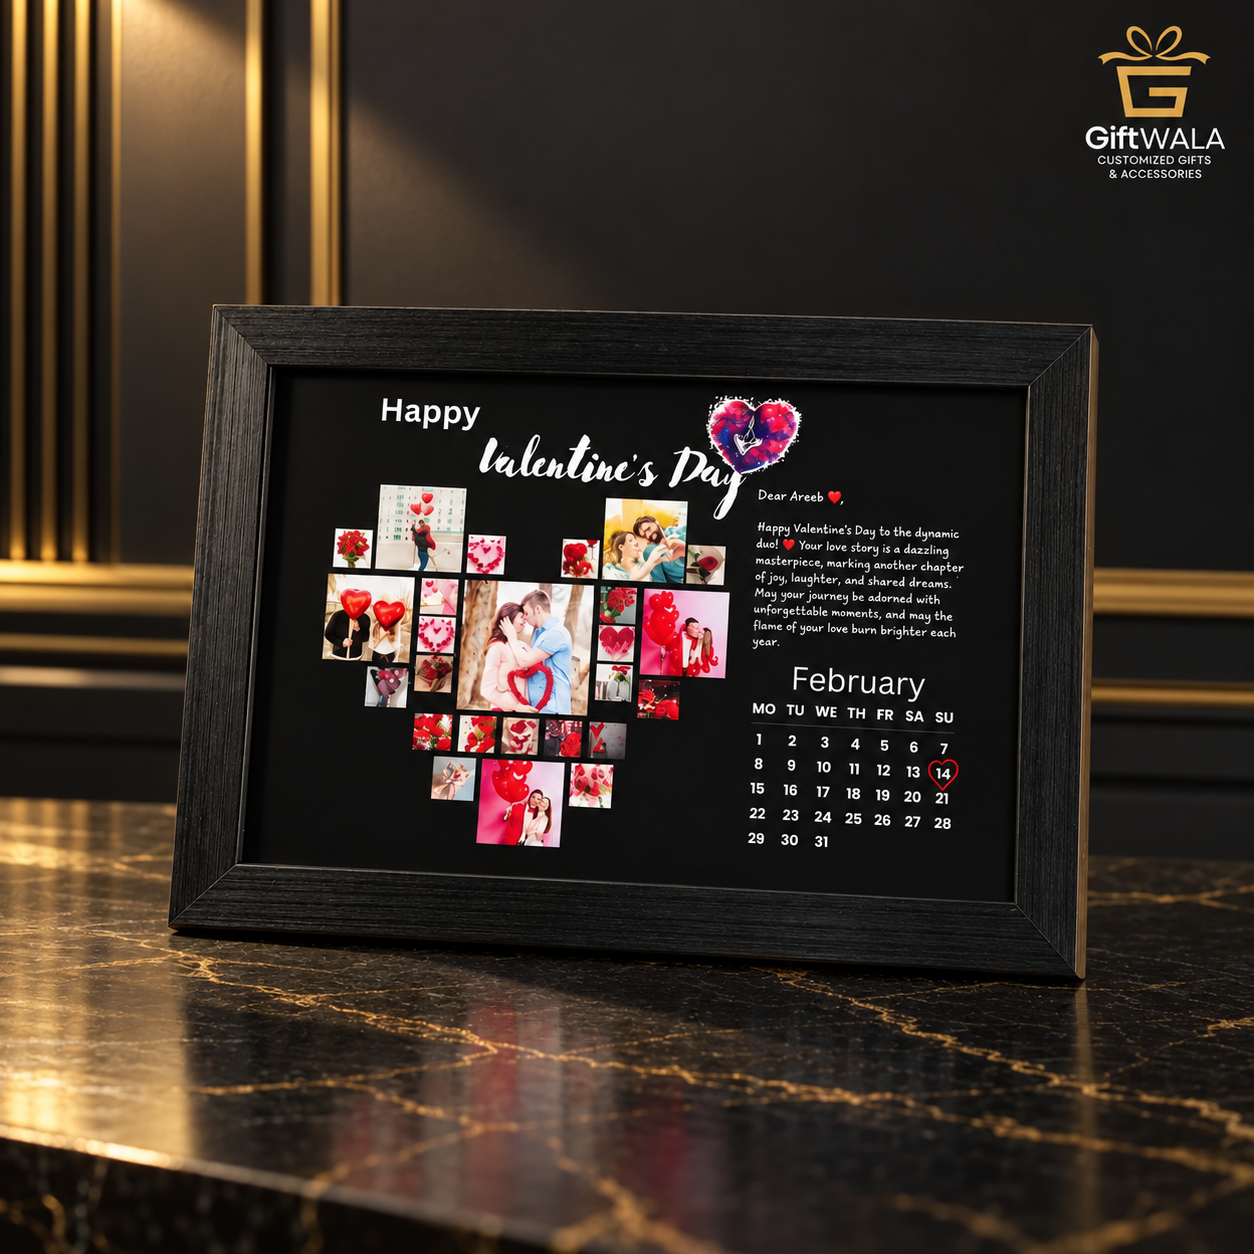 GiftWALA
CUSTOMIZED GIFTS
& ACCESSORIES
Happy
Valentine's Day
Dear Areeb ❤️,
Happy Valentine's Day to the dynamic
duo! ❤️ Your love story is a dazzling
masterpiece, marking another chapter
of joy, laughter, and shared dreams.
May your journey be adorned with
unforgettable moments, and may the
flame of your love burn brighter each
year.
February
MO TU WE TH FR SA SU
1 2 3 4 5 6 7
8 9 10 11 12 13 14
15 16 17 18 19 20 21
22 23 24 25 26 27 28
29 30 31